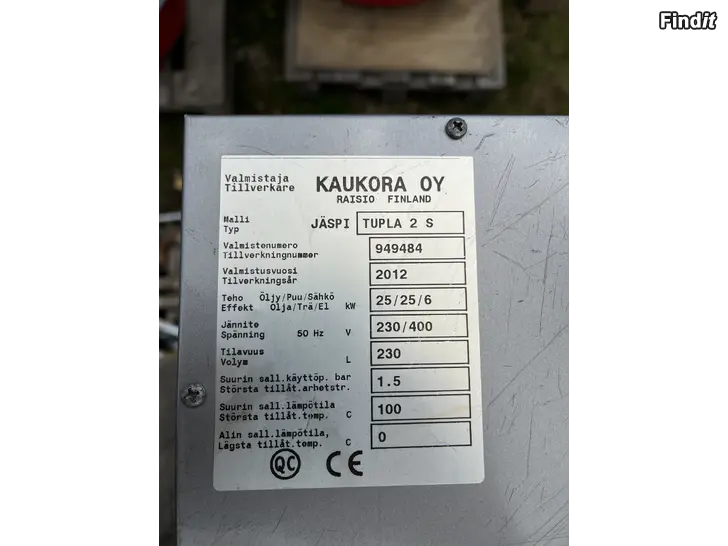 Findit
Valmistaja
Tillverkare
KAUKORA OY
RAISIO FINLAND
Malli
Typ
JÄSPI TUPLA 2 S
Valmistenumero
Tillverkningnummer
949484
Valmistusvuosi
Tilverkningsår
2012
Teho Öljy/Puu/Sähkö
Effekt Olja/Trä/El kW
25/25/6
Jännite
Spänning 50 Hz V
230/400
Tilavuus
Volym L
230
Suurin sall.käyttöp. bar
Största tillåt.arbetstr.
1.5
Suurin sall.lämpötila
Största tillåt.temp. C
100
Alin sall.lämpötila,
Lägsta tillåt.temp. C
0
QC CE